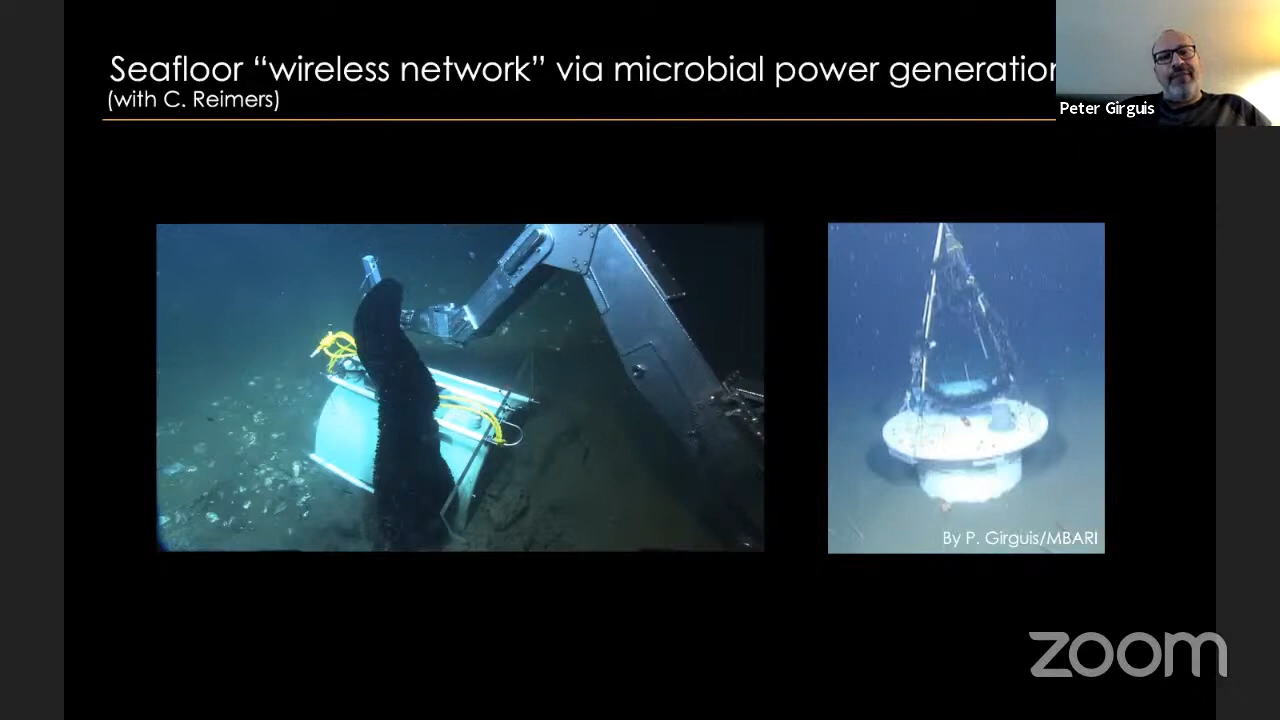 Seafloor “wireless network” via microbial power generation
(with C. Reimers)
Peter Girguis
By P. Girguis/MBARI
zoom